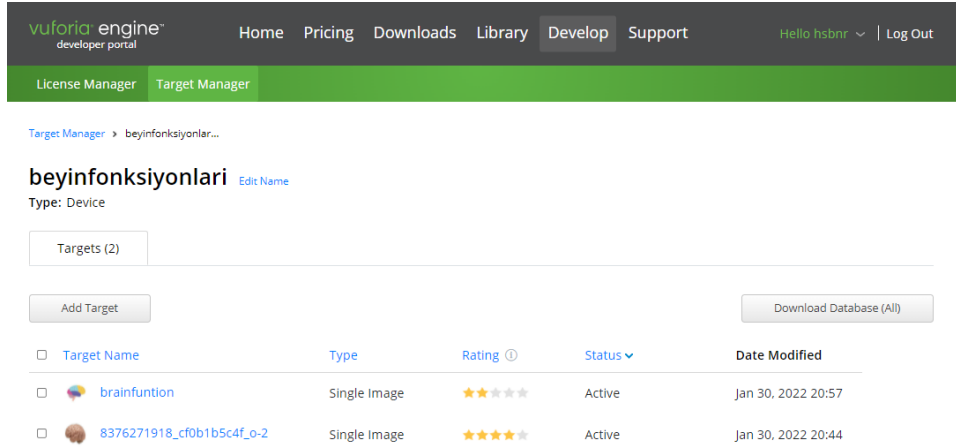 vuforia engine™
developer portal
Home Pricing Downloads Library Develop Support Hello hsbnr | Log Out
License Manager Target Manager
Target Manager > beyinfonksiyonlar...
beyinfonksiyonlari Edit Name
Type: Device
Targets (2)
Add Target Download Database (All)
Target Name Type Rating Status Date Modified
brainfuntion Single Image Active Jan 30, 2022 20:57
8376271918_cf0b1b5c4f_o-2 Single Image Active Jan 30, 2022 20:44